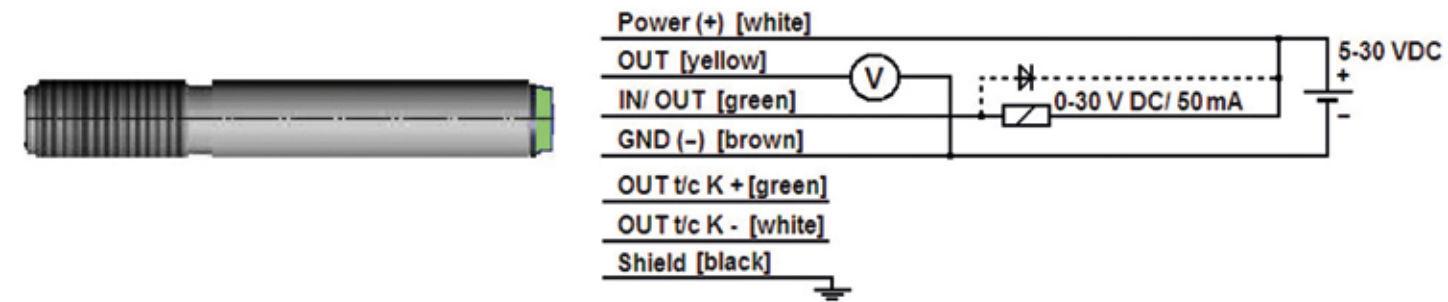 Power (+) [white]
5-30 VDC
+
OUT [yellow]
V
IN/ OUT [green]
0-30 V DC/ 50 mA
–
GND (–) [brown]
OUT t/c K + [green]
OUT t/c K - [white]
Shield [black]